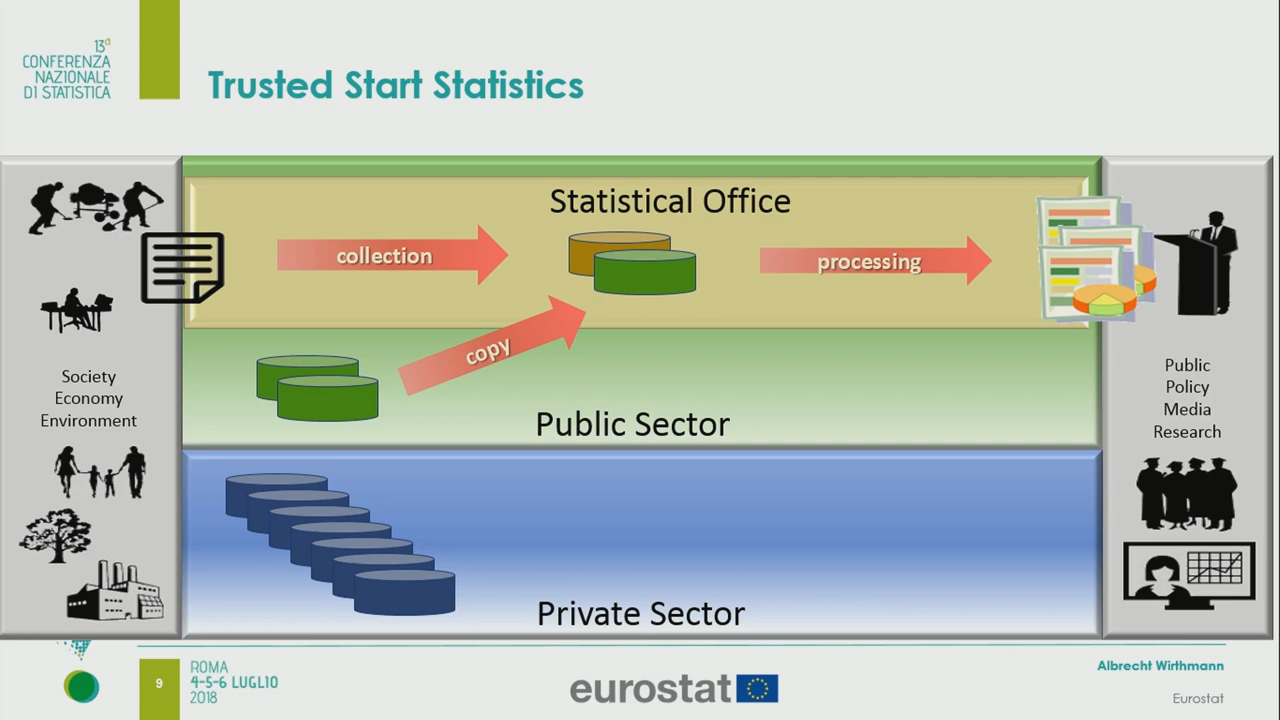 13ª
CONFERENZA
NAZIONALE
DI STATISTICA
Trusted Start Statistics
Statistical Office
collection
processing
copy
Society
Economy
Environment
Public
Policy
Media
Research
Public Sector
Private Sector
9
ROMA
4-5-6 LUGLIO
2018
eurostat
Albrecht Wirthmann
Eurostat